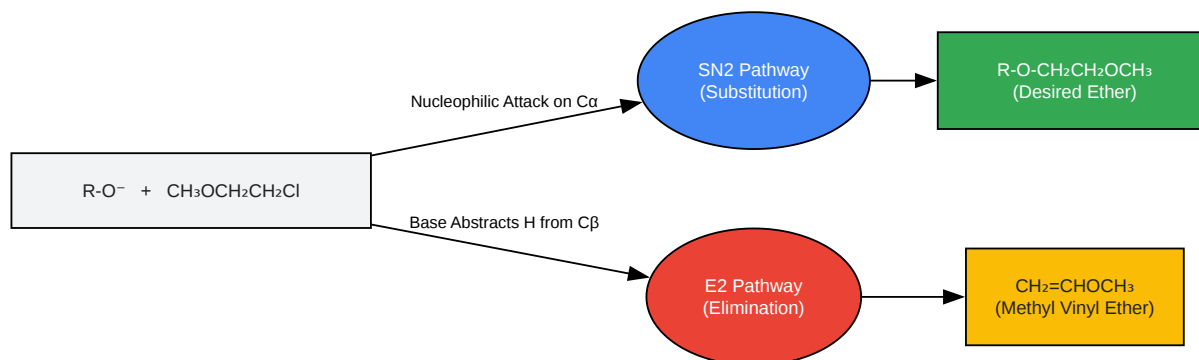 Nucleophilic Attack on Cα
SN2 Pathway
(Substitution)
R-O-CH₂CH₂OCH₃
(Desired Ether)
R-O⁻ + CH₃OCH₂CH₂Cl
Base Abstracts H from Cβ
E2 Pathway
(Elimination)
CH₂=CHOCH₃
(Methyl Vinyl Ether)